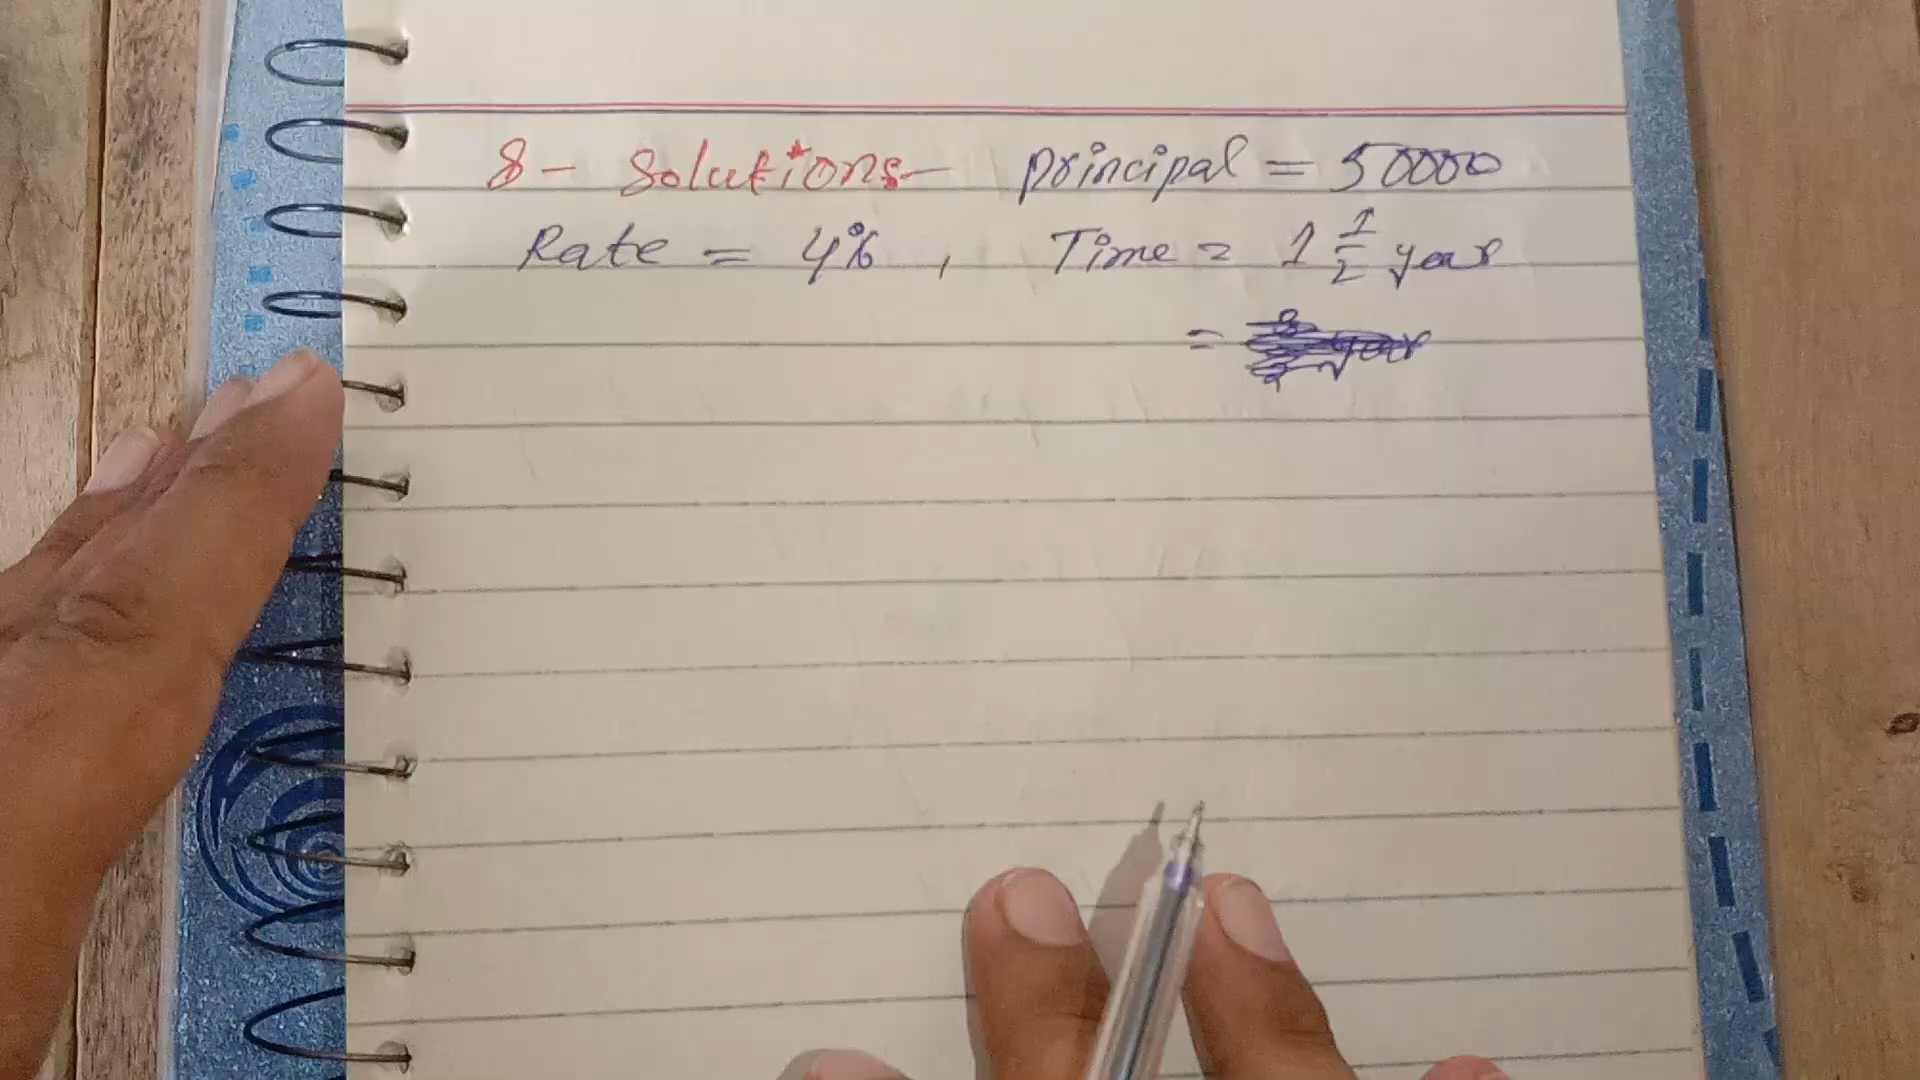 8 - Solutions - principal = 50000
Rate = 4%, Time = 1 1/2 year
=